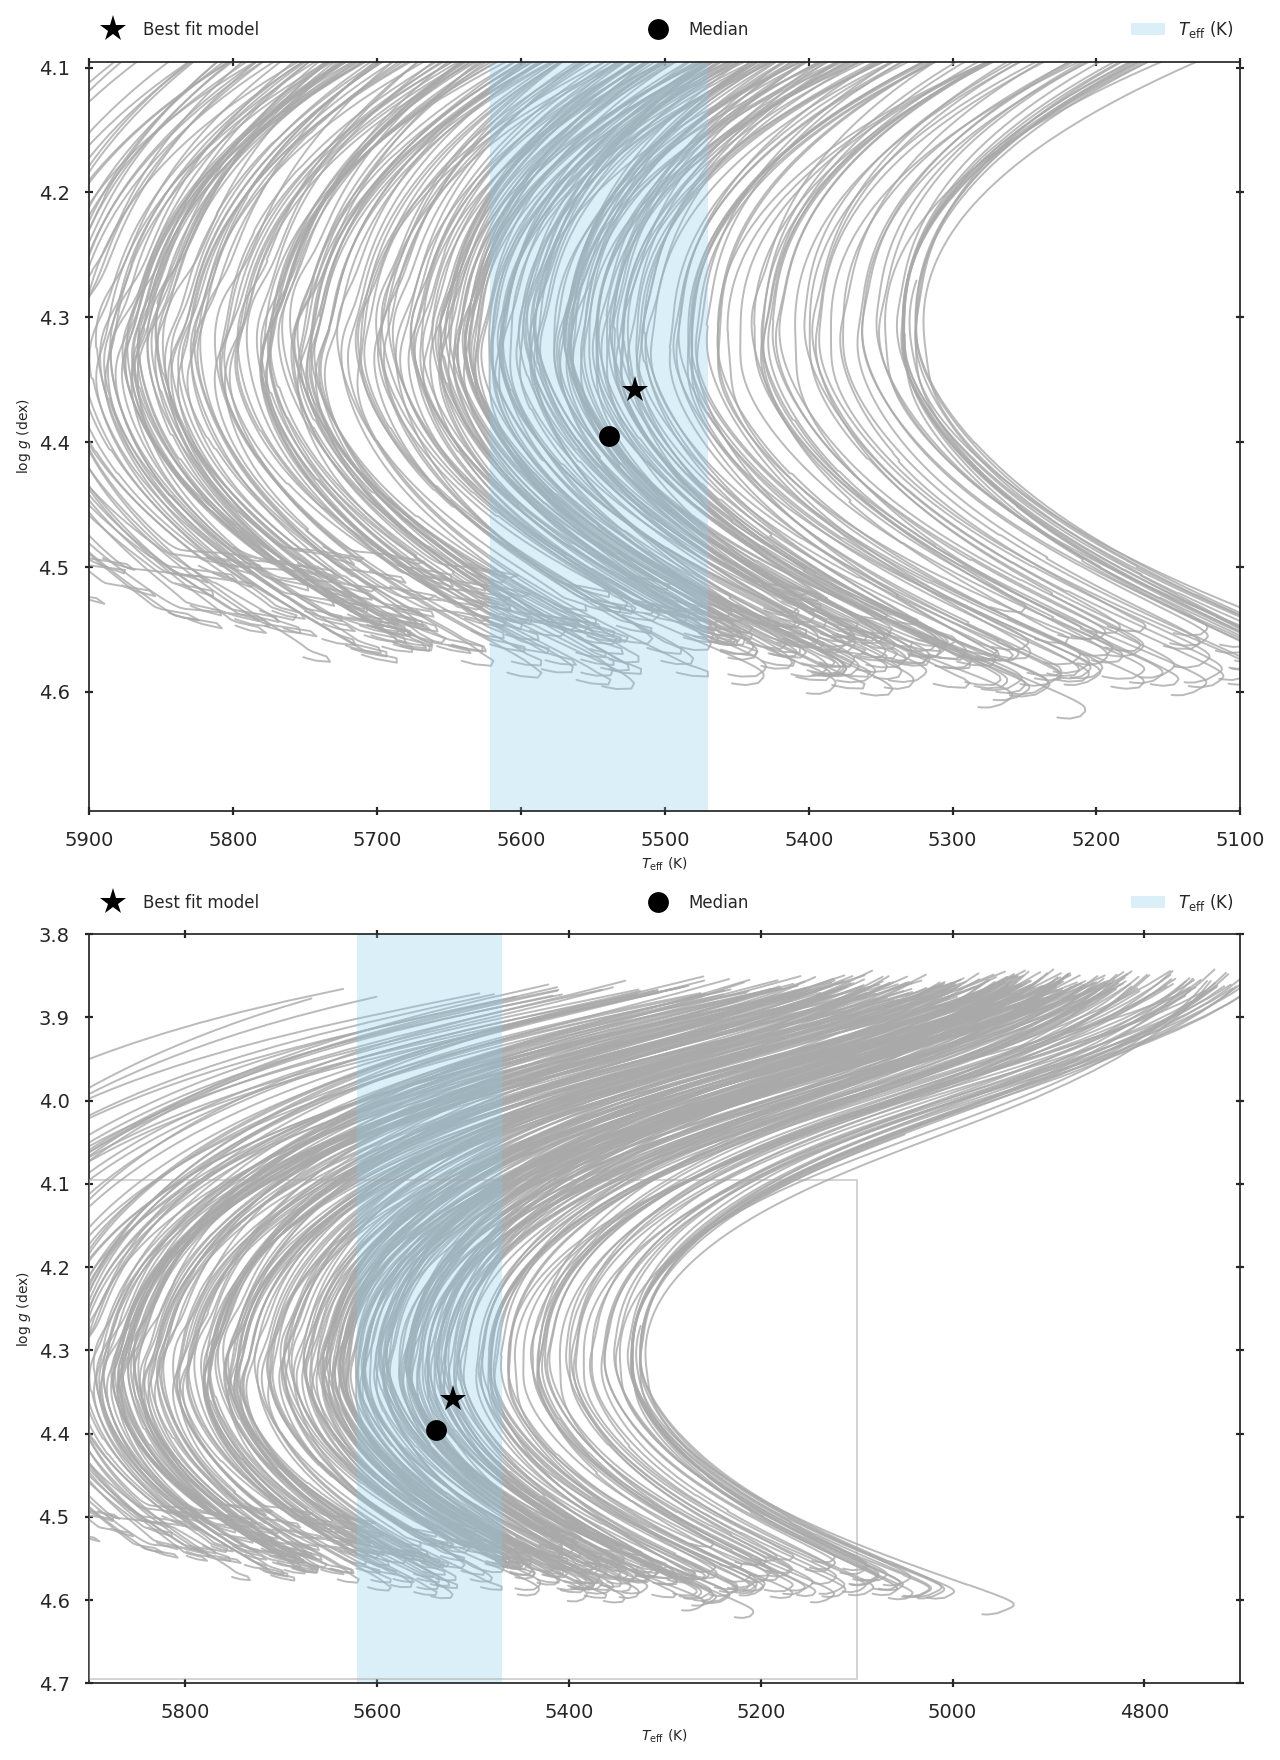 Best fit model Median T_eff (K)
4.1
4.2
4.3
4.4
4.5
4.6
log g (dex)
5900 5800 5700 5600 5500 5400 5300 5200 5100
T_eff (K)
Best fit model Median T_eff (K)
3.8
3.9
4.0
4.1
4.2
4.3
4.4
4.5
4.6
4.7
log g (dex)
5800 5600 5400 5200 5000 4800
T_eff (K)